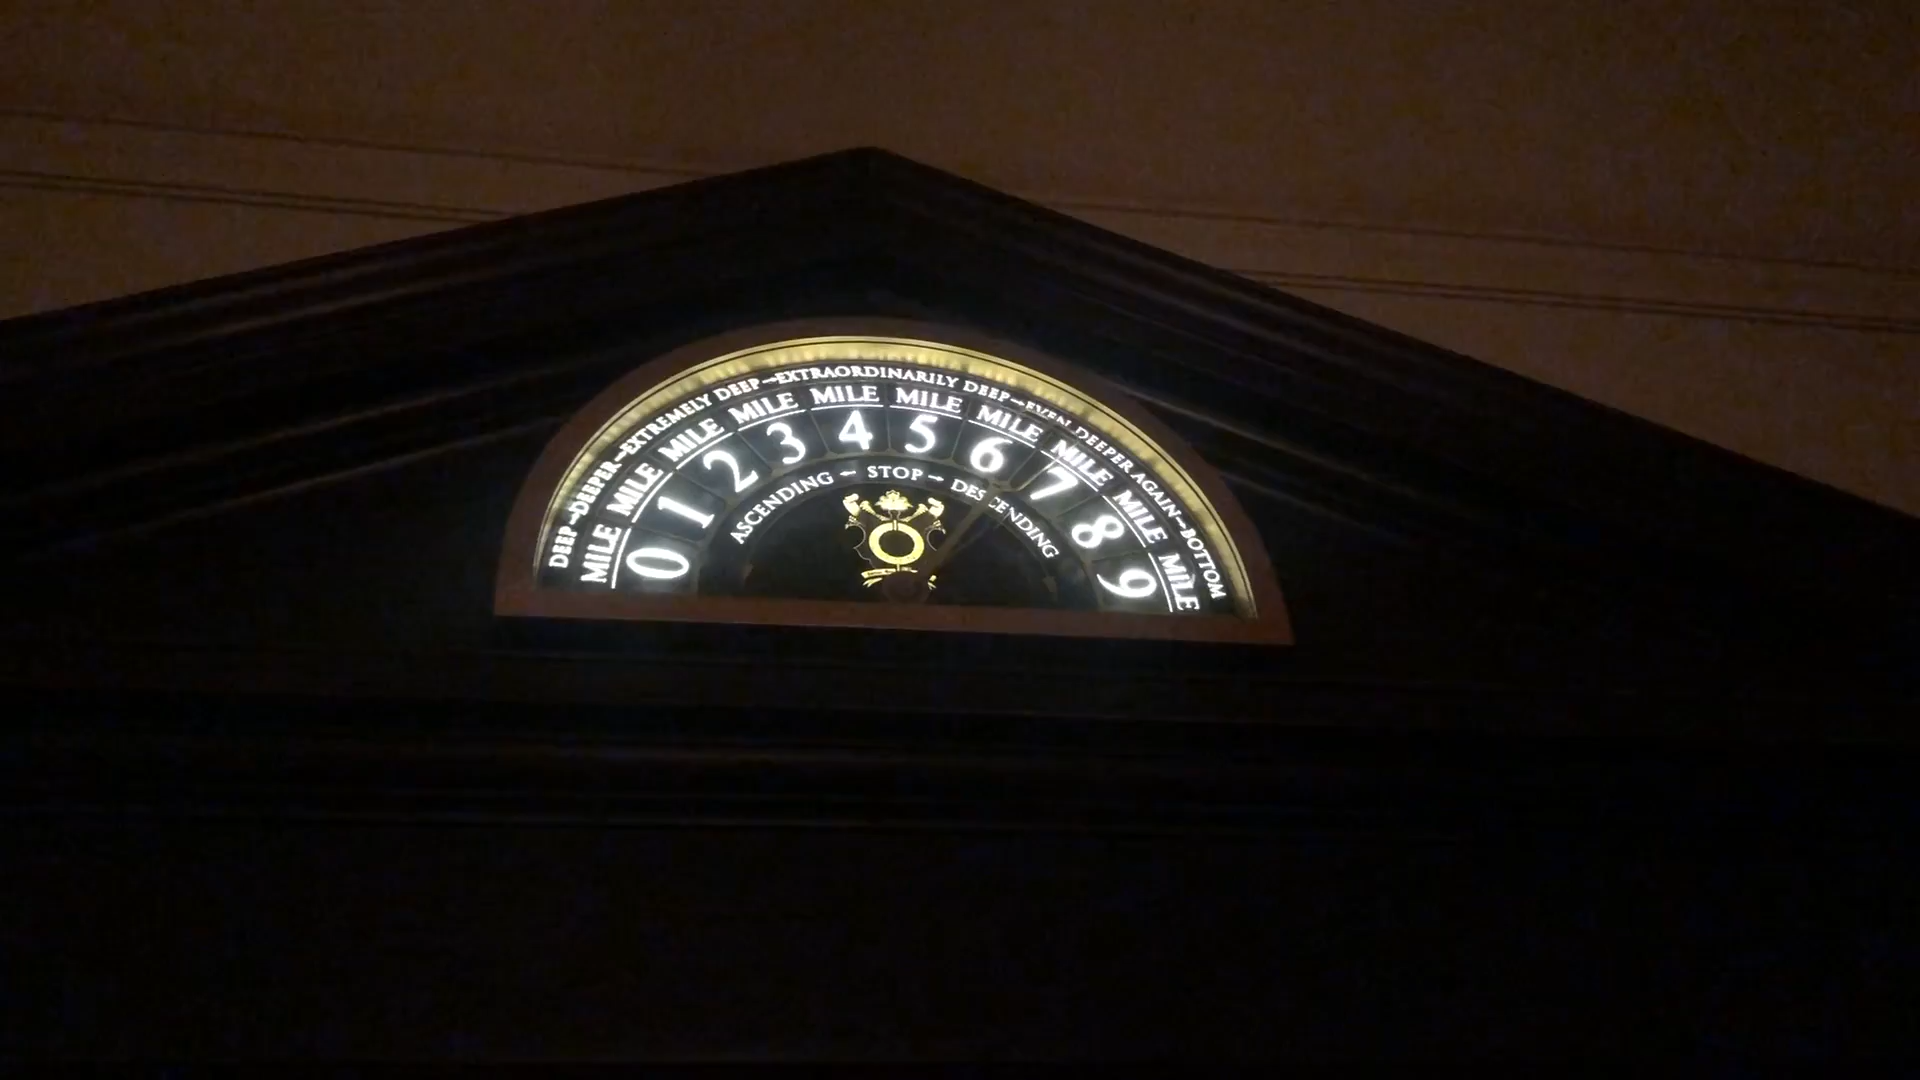 DEEP→DEEPER→EXTREMELY DEEP→EXTRAORDINARILY DEEP→EVEN DEEPER AGAIN→BOTTOM
MILE MILE MILE MILE MILE MILE MILE MILE MILE MILE
0 1 2 3 4 5 6 7 8 9
ASCENDING ← STOP → DESCENDING